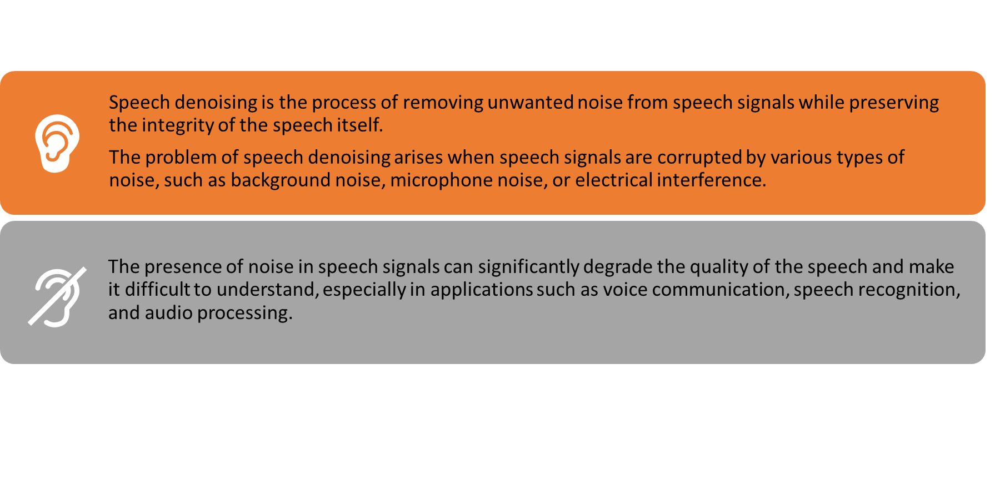 Speech denoising is the process of removing unwanted noise from speech signals while preserving
the integrity of the speech itself.
The problem of speech denoising arises when speech signals are corrupted by various types of
noise, such as background noise, microphone noise, or electrical interference.
The presence of noise in speech signals can significantly degrade the quality of the speech and make
it difficult to understand, especially in applications such as voice communication, speech recognition,
and audio processing.